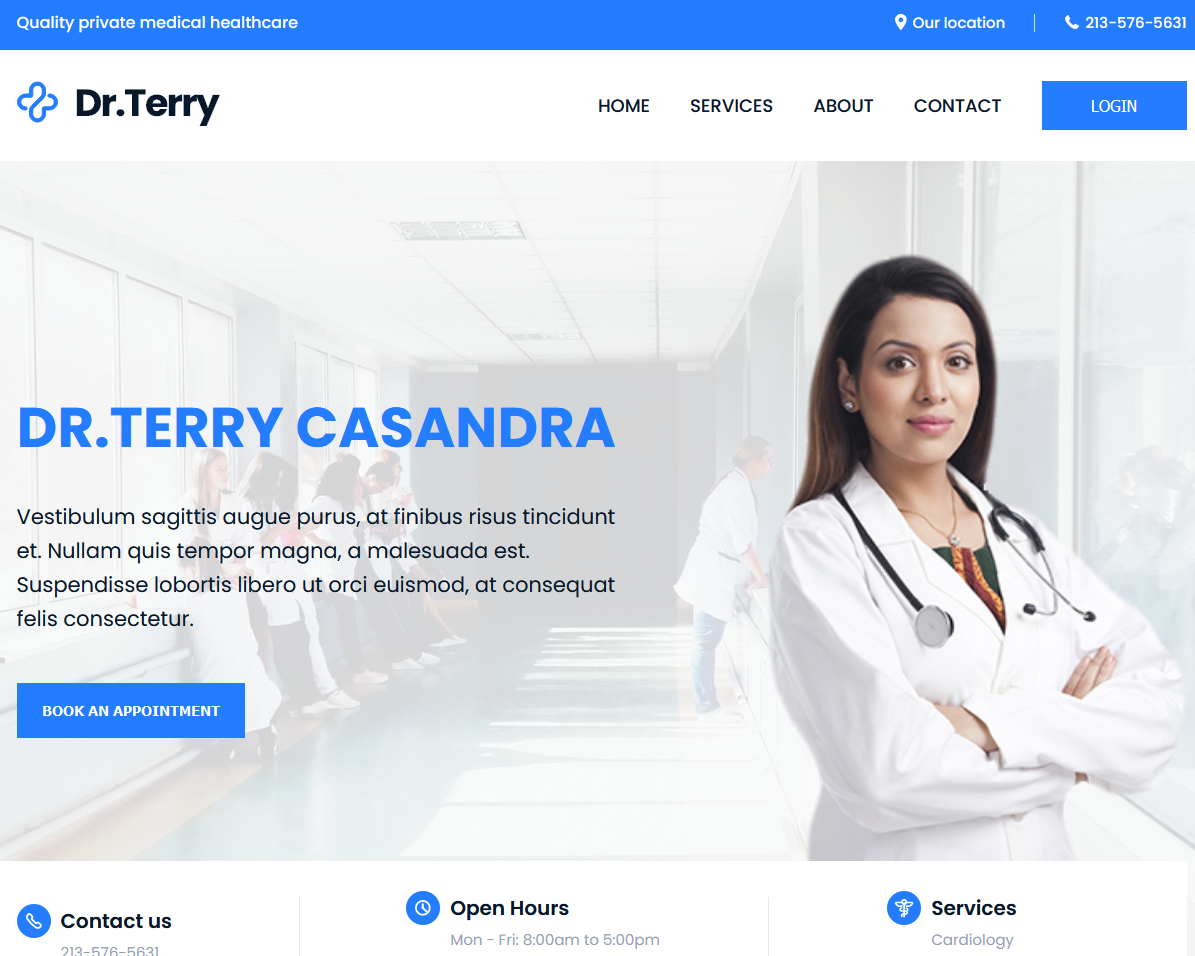 Quality private medical healthcare
Our location
213-576-5631
Dr.Terry
HOME
SERVICES
ABOUT
CONTACT
LOGIN
DR.TERRY CASANDRA
Vestibulum sagittis augue purus, at finibus risus tincidunt
et. Nullam quis tempor magna, a malesuada est.
Suspendisse lobortis libero ut orci euismod, at consequat
felis consectetur.
BOOK AN APPOINTMENT
Contact us
213-576-5631
Open Hours
Mon - Fri: 8:00am to 5:00pm
Services
Cardiology